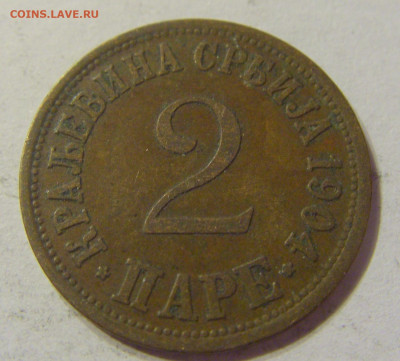 COINS.LAVE.RU
КРАЉЕВИНА СРБИЈА 1904
2
ПАРЕ